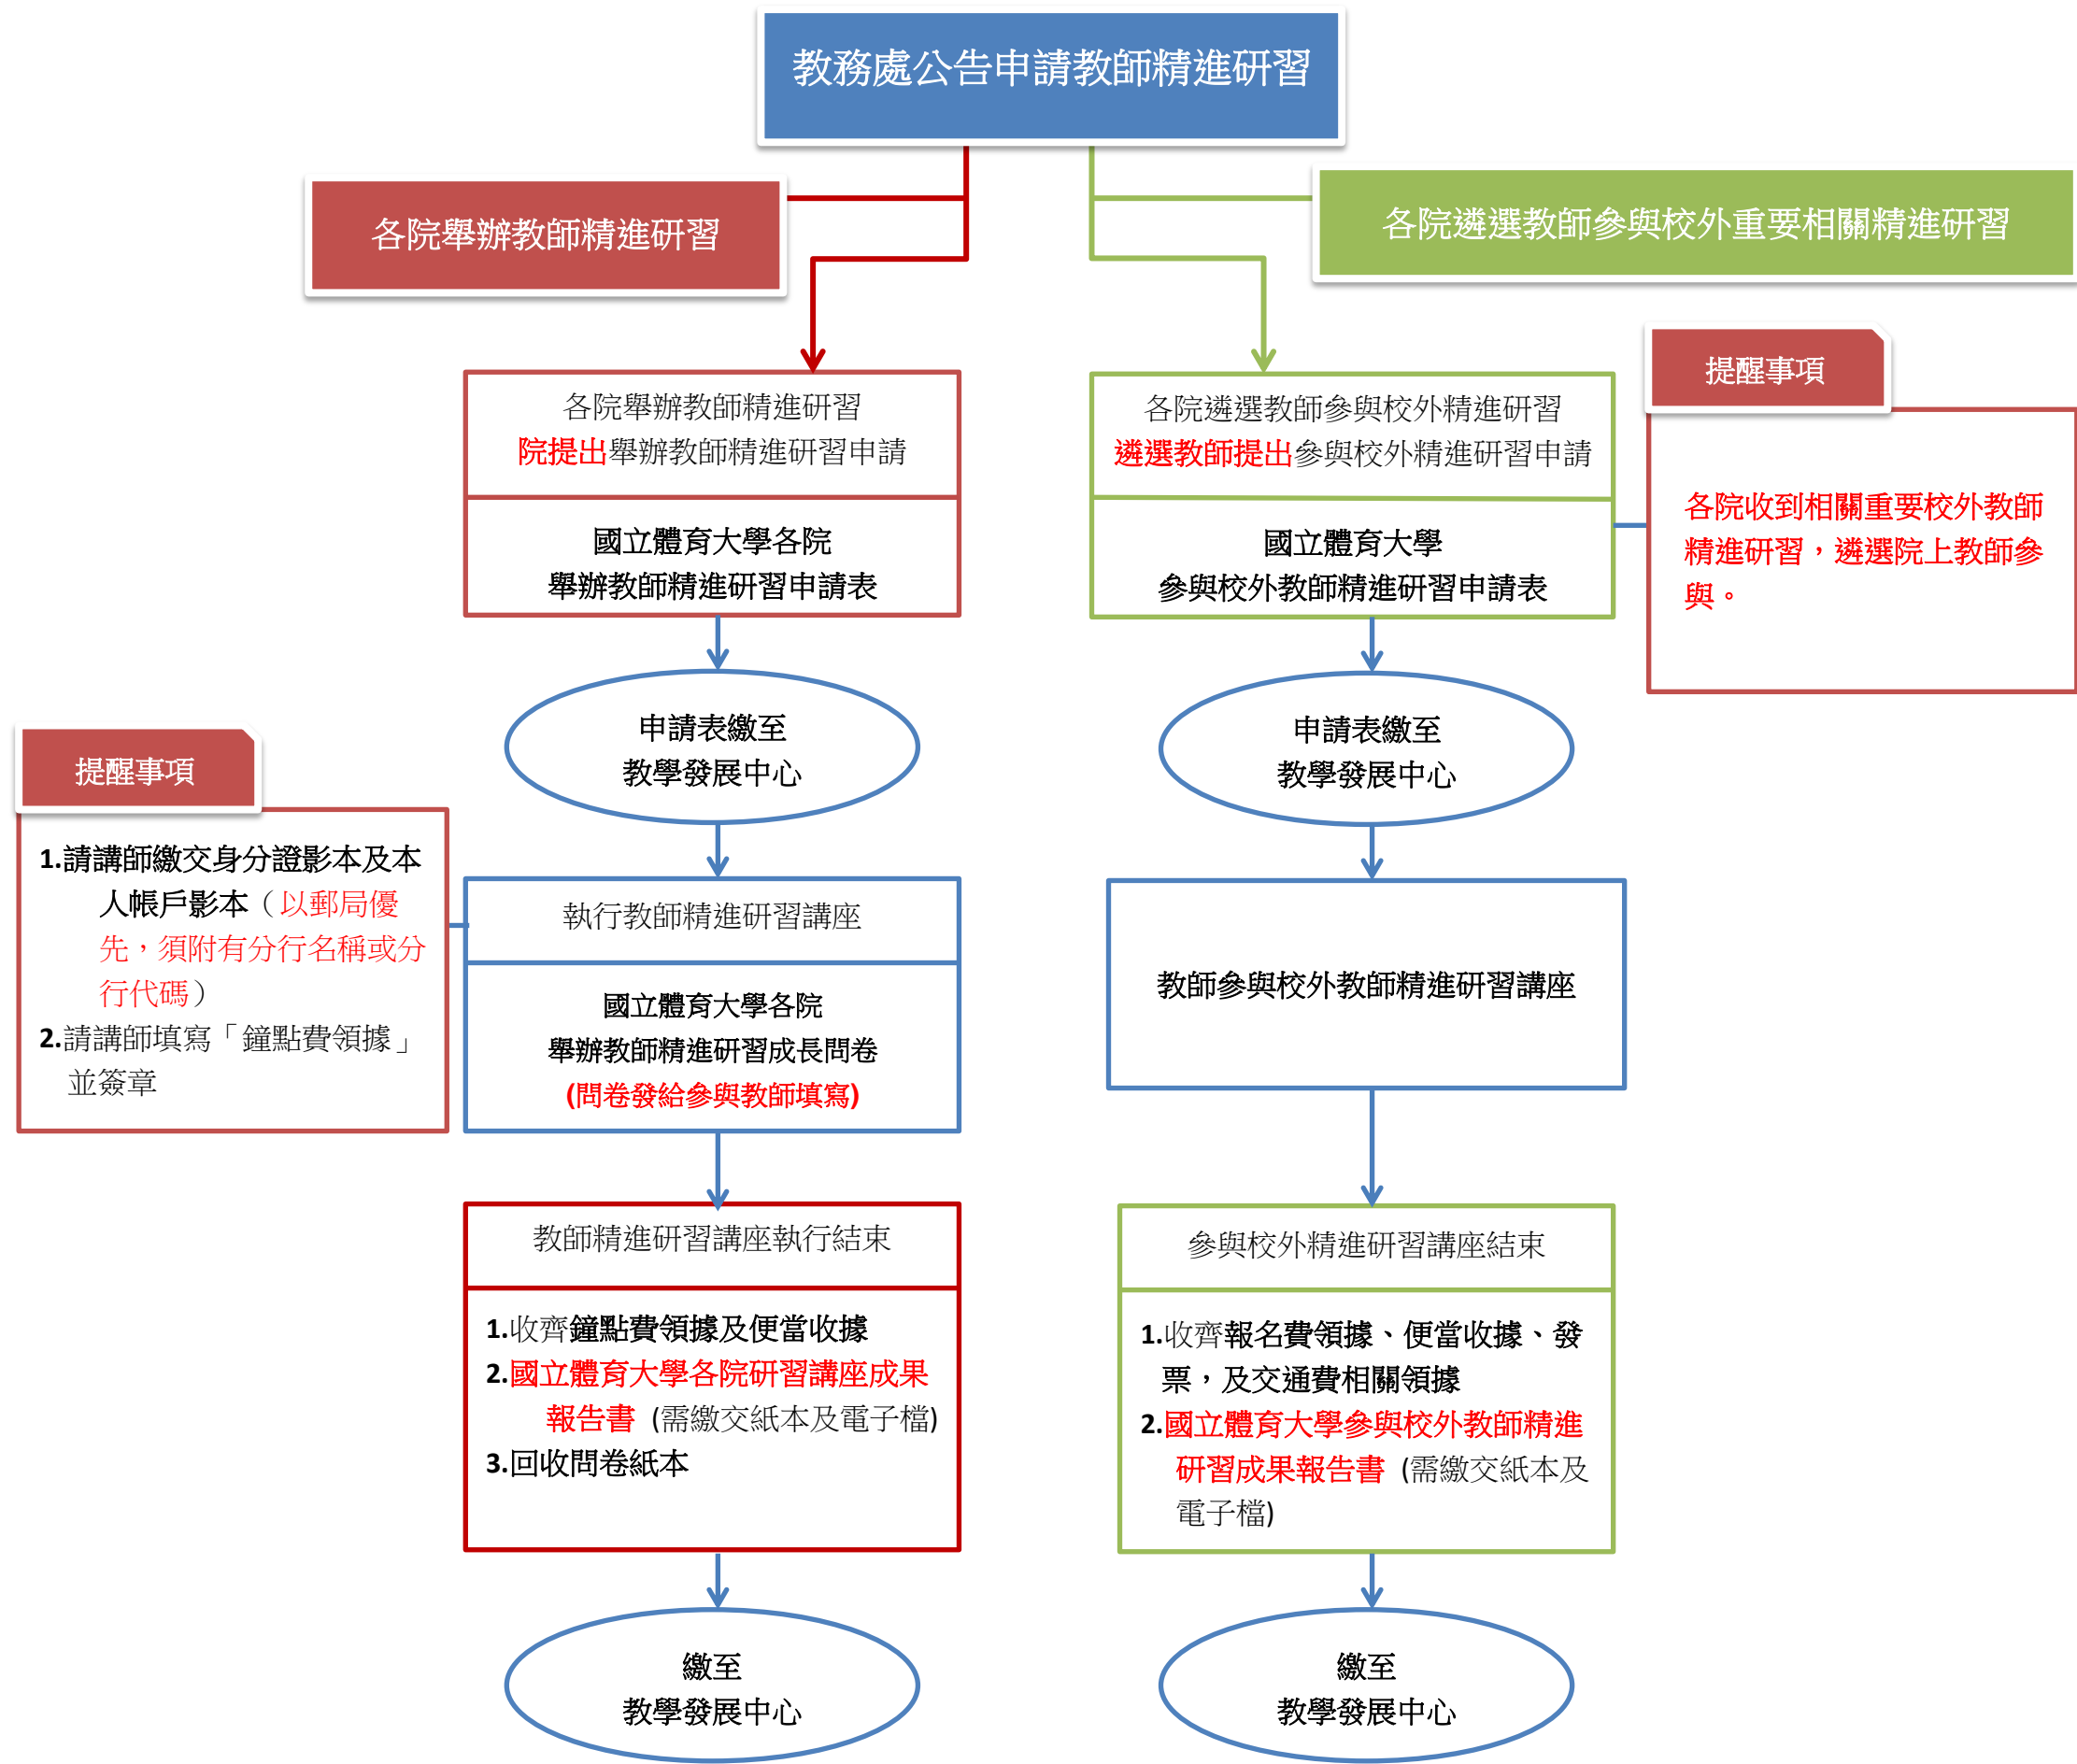 教務處公告申請教師精進研習
各院舉辦教師精進研習
各院遴選教師參與校外重要相關精進研習
各院舉辦教師精進研習
院提出舉辦教師精進研習申請
國立體育大學各院
舉辦教師精進研習申請表
各院遴選教師參與校外精進研習
遴選教師提出參與校外精進研習申請
國立體育大學
參與校外教師精進研習申請表
提醒事項
各院收到相關重要校外教師
精進研習，遴選院上教師參
與。
申請表繳至
教學發展中心
申請表繳至
教學發展中心
提醒事項
1.請講師繳交身分證影本及本
人帳戶影本（以郵局優
先，須附有分行名稱或分
行代碼）
2.請講師填寫「鐘點費領據」
並簽章
執行教師精進研習講座
國立體育大學各院
舉辦教師精進研習成長問卷
(問卷發給參與教師填寫)
教師參與校外教師精進研習講座
教師精進研習講座執行結束
1.收齊鐘點費領據及便當收據
2.國立體育大學各院研習講座成果
報告書 (需繳交紙本及電子檔)
3.回收問卷紙本
參與校外精進研習講座結束
1.收齊報名費領據、便當收據、發
票，及交通費相關領據
2.國立體育大學參與校外教師精進
研習成果報告書 (需繳交紙本及
電子檔)
繳至
教學發展中心
繳至
教學發展中心